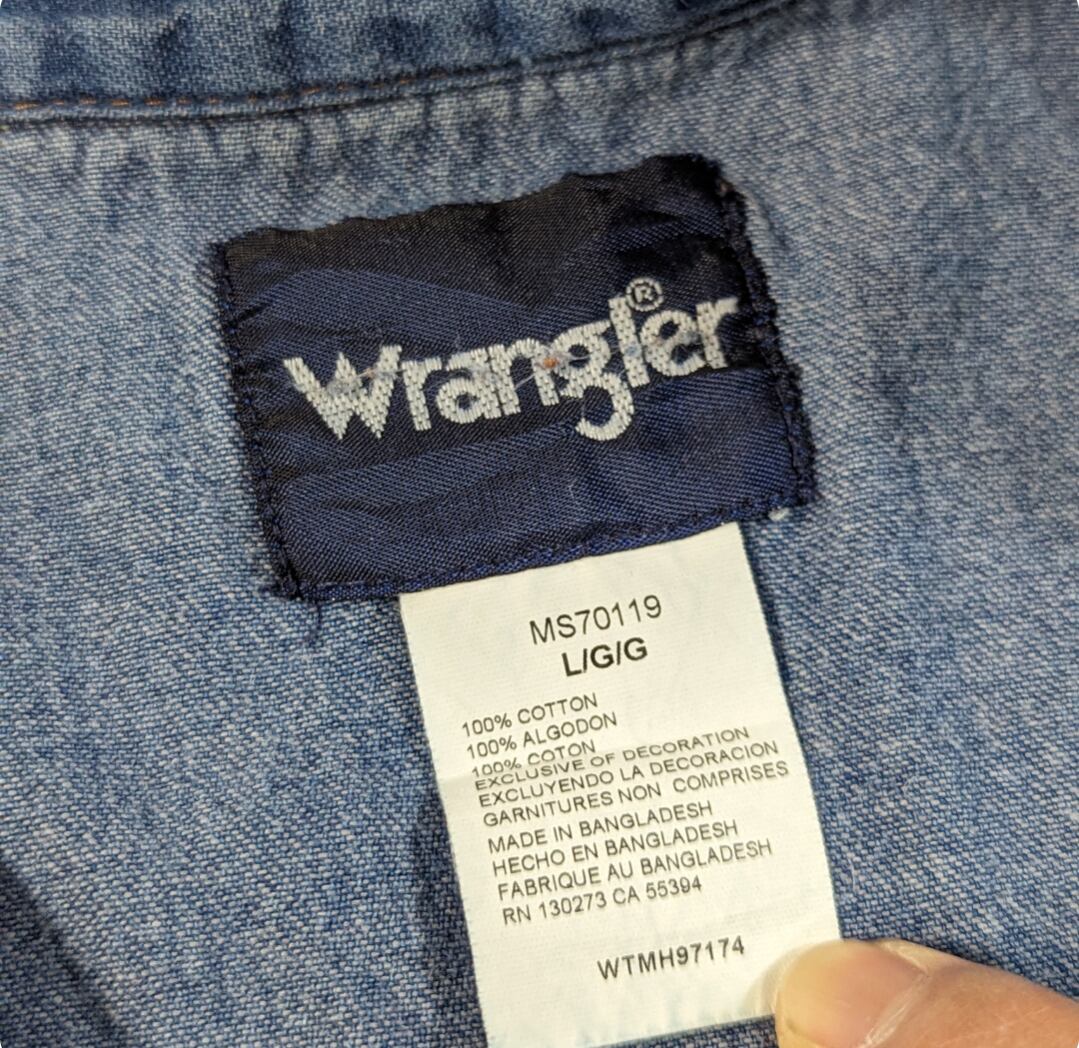 Wrangler®
MS70119
L/G/G
100% COTTON
100% ALGODON
100% COTON
EXCLUSIVE OF DECORATION
EXCLUYENDO LA DECORACION
GARNITURES NON COMPRISES
MADE IN BANGLADESH
HECHO EN BANGLADESH
FABRIQUE AU BANGLADESH
RN 130273 CA 55394
WTMH97174